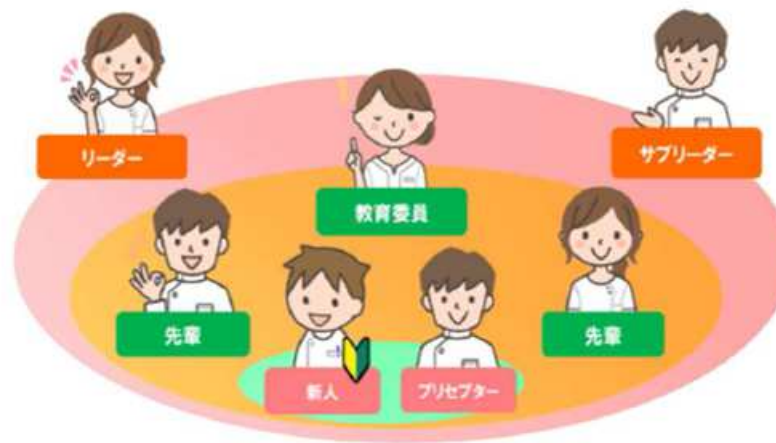 リーダー
サブリーダー
教育委員
先輩
先輩
新人
プリセプター